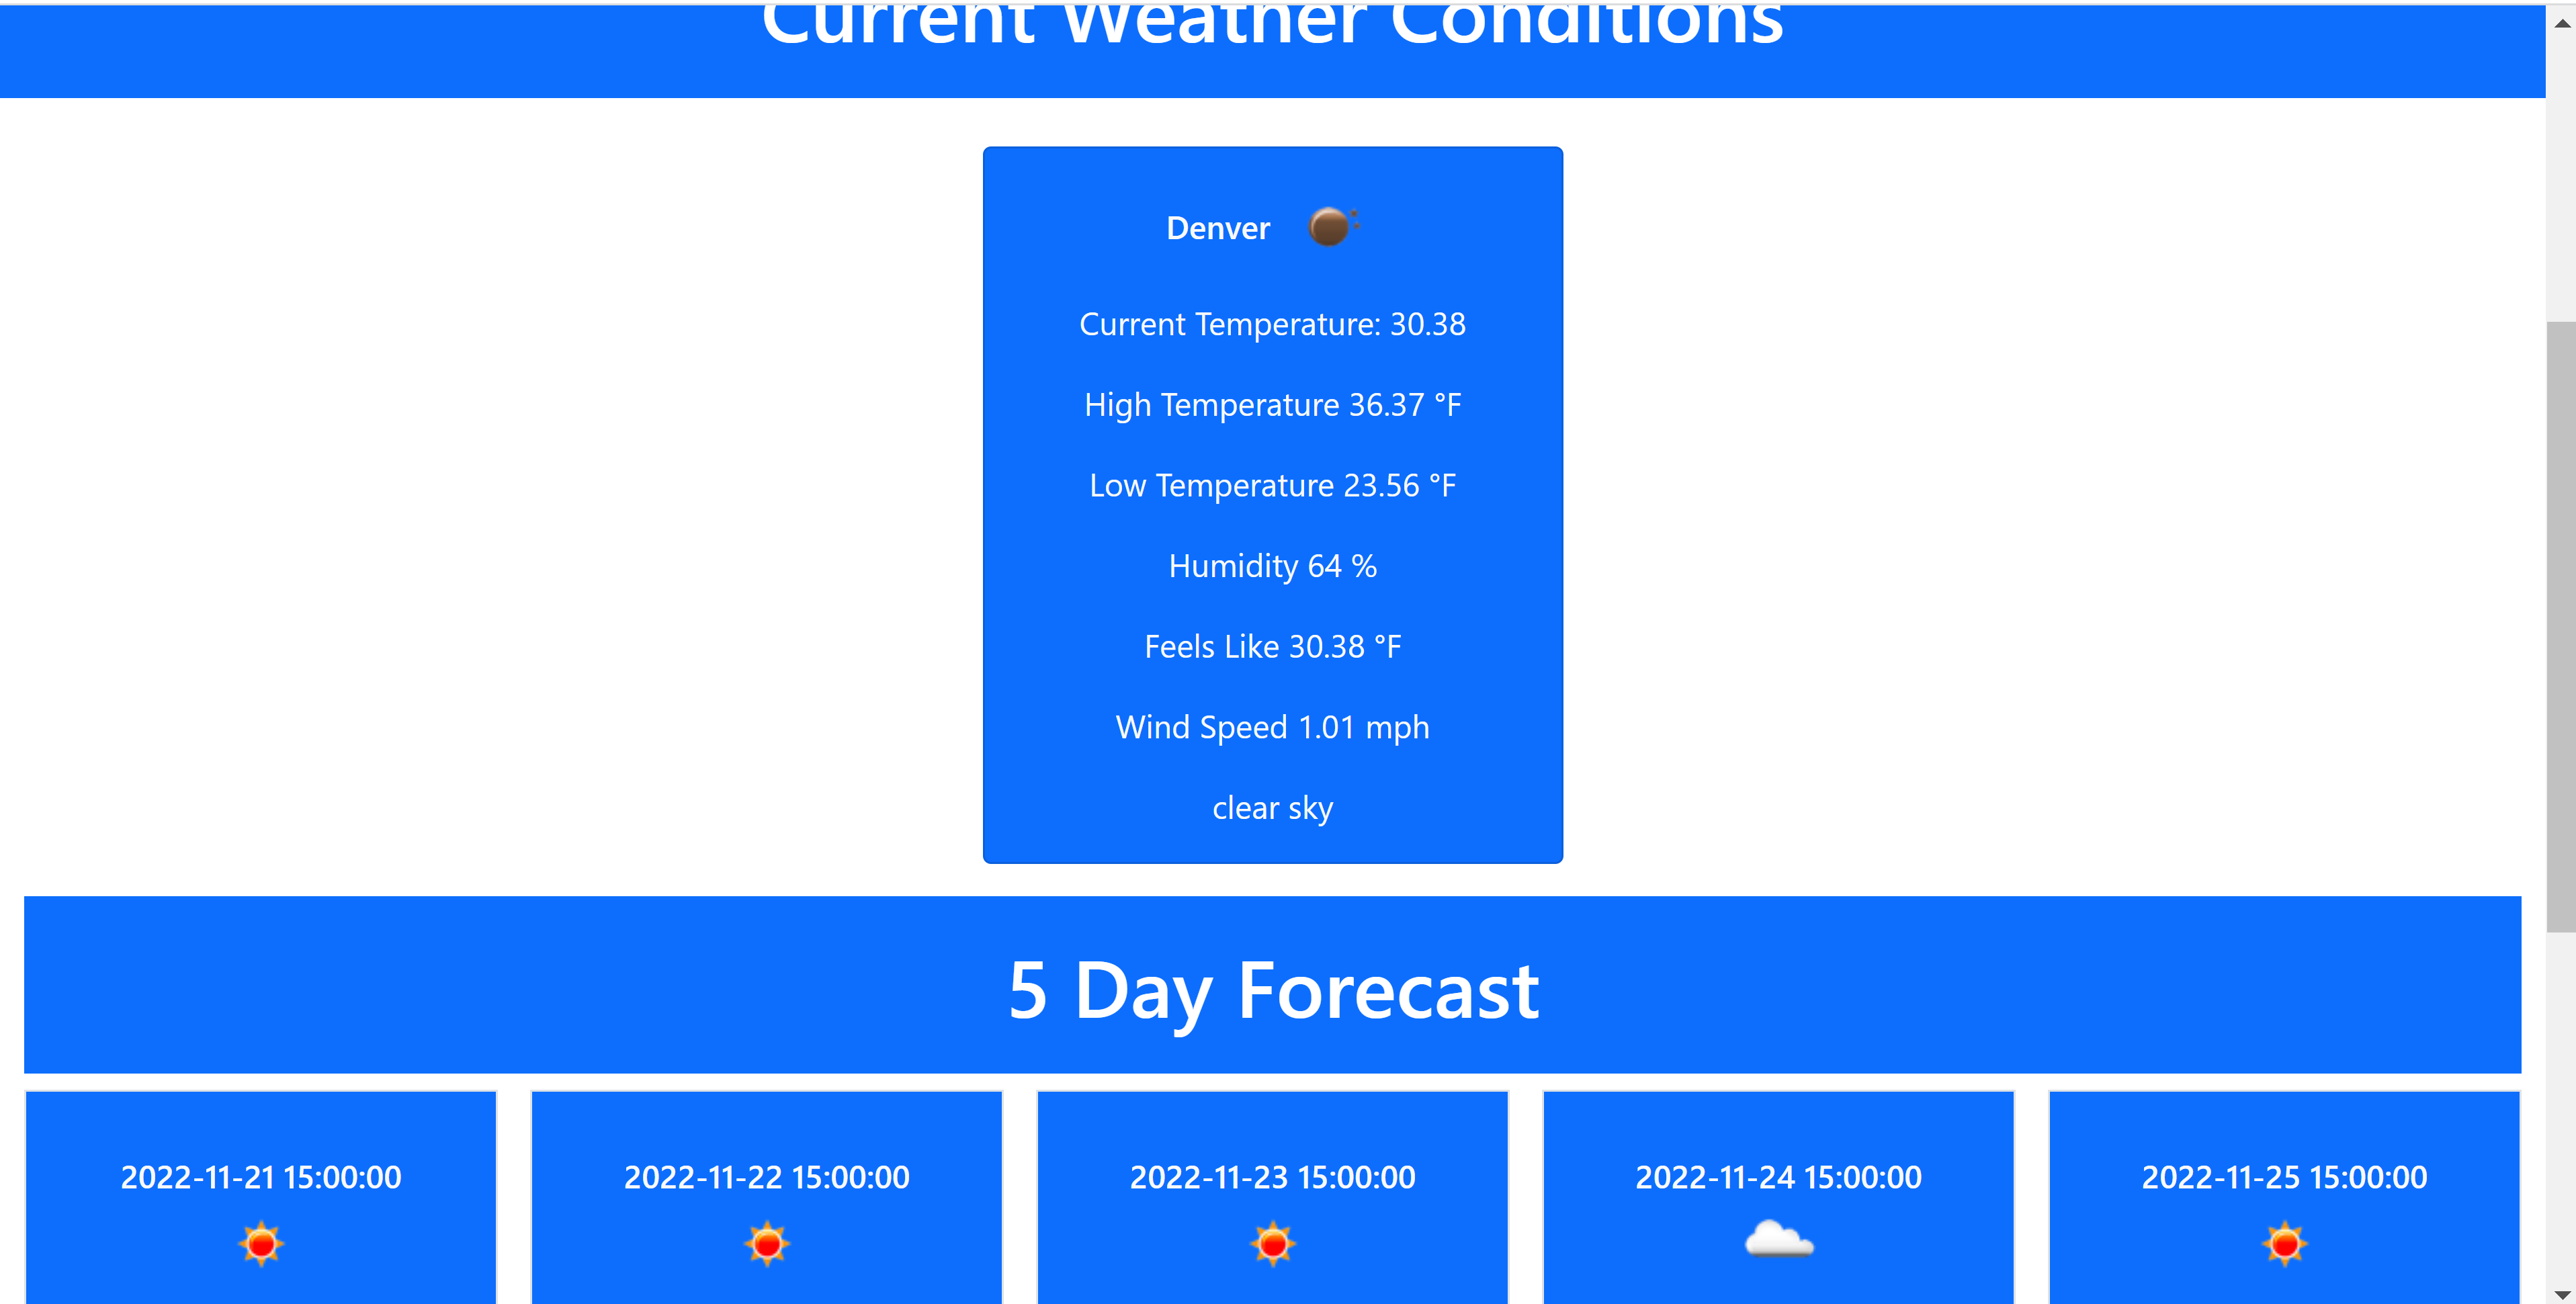 Current Weather Conditions
Denver
Current Temperature: 30.38
High Temperature 36.37 °F
Low Temperature 23.56 °F
Humidity 64 %
Feels Like 30.38 °F
Wind Speed 1.01 mph
clear sky
5 Day Forecast
2022-11-21 15:00:00
2022-11-22 15:00:00
2022-11-23 15:00:00
2022-11-24 15:00:00
2022-11-25 15:00:00